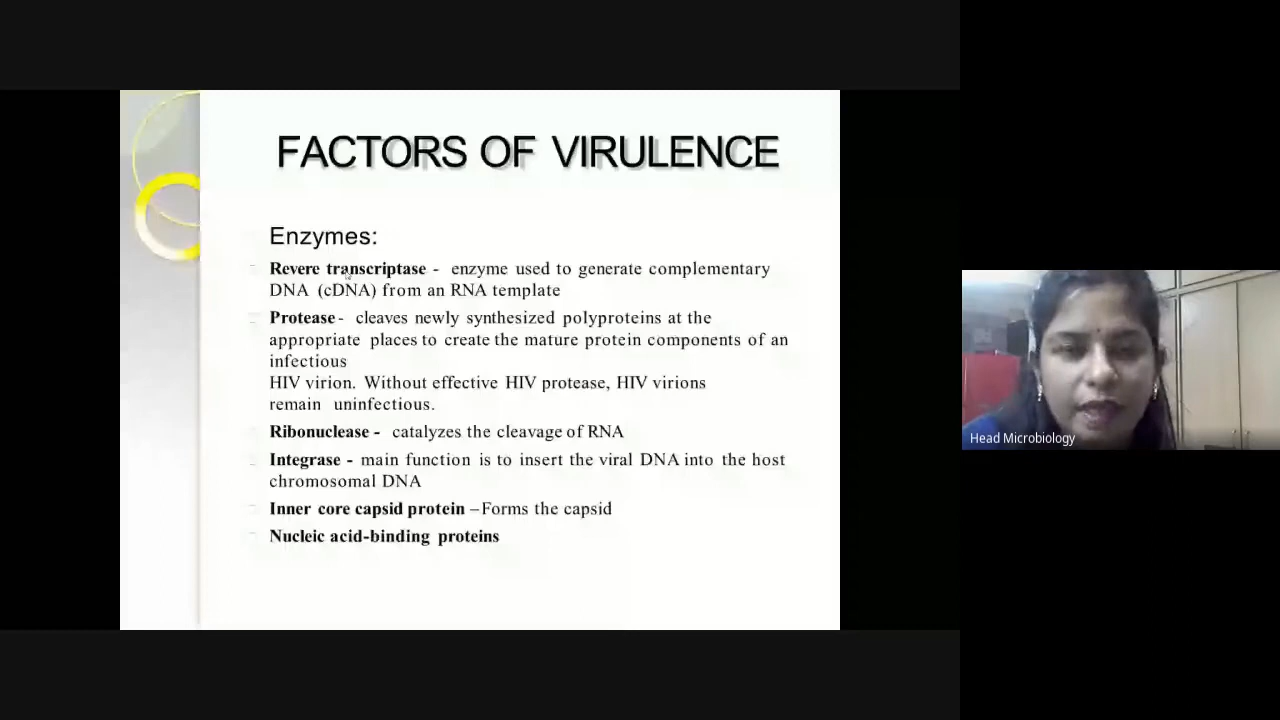 FACTORS OF VIRULENCE
Enzymes:
Revere transcriptase - enzyme used to generate complementary
DNA (cDNA) from an RNA template
Protease - cleaves newly synthesized polyproteins at the
appropriate places to create the mature protein components of an
infectious
HIV virion. Without effective HIV protease, HIV virions
remain uninfectious.
Ribonuclease - catalyzes the cleavage of RNA
Integrase - main function is to insert the viral DNA into the host
chromosomal DNA
Inner core capsid protein – Forms the capsid
Nucleic acid-binding proteins
Head Microbiology